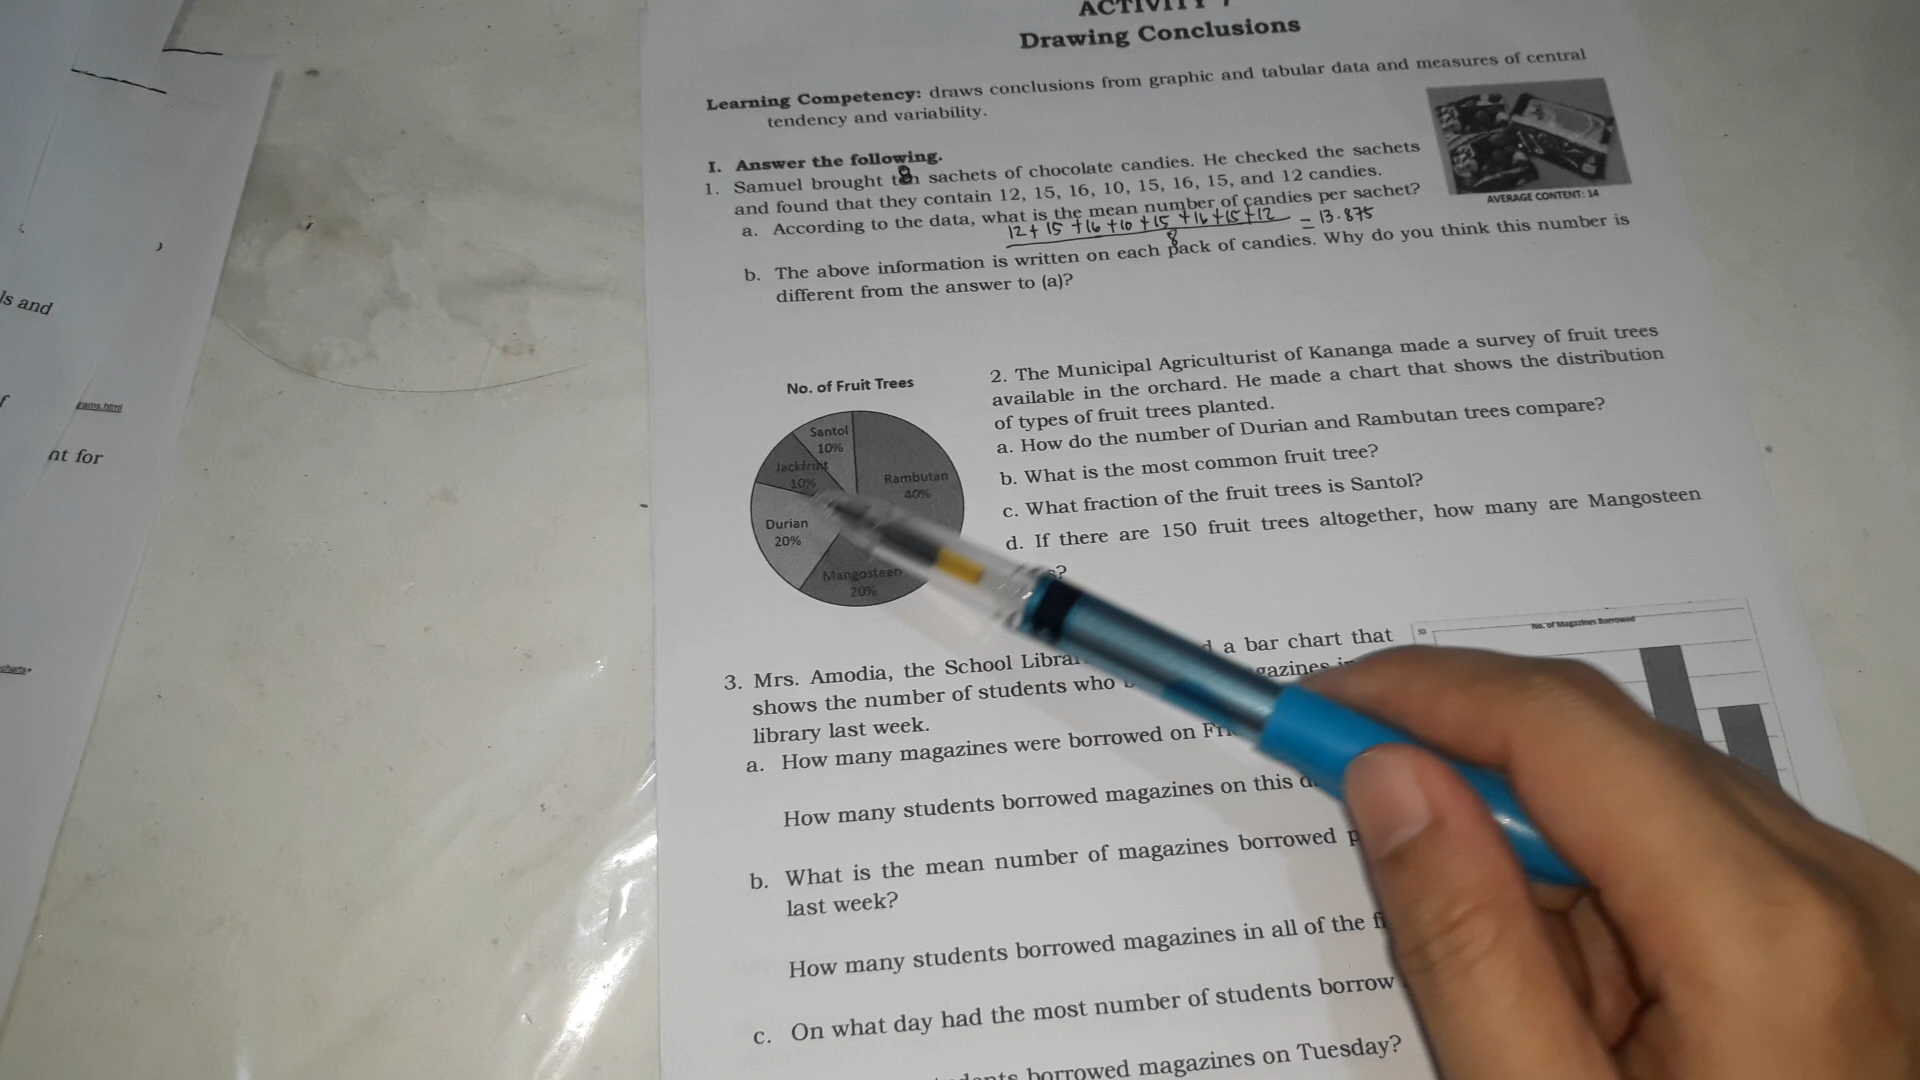 ACTIVITY 7
Drawing Conclusions
Learning Competency: draws conclusions from graphic and tabular data and measures of central
tendency and variability.
I. Answer the following.
1. Samuel brought 8 sachets of chocolate candies. He checked the sachets
and found that they contain 12, 15, 16, 10, 15, 16, 15, and 12 candies.
a. According to the data, what is the mean number of candies per sachet?
12 + 15 + 16 + 10 + 15 + 16 + 15 + 12 = 13.875
8
AVERAGE CONTENT: 14
b. The above information is written on each pack of candies. Why do you think this number is
different from the answer to (a)?
No. of Fruit Trees
Santol
10%
Jackfruit
10%
Rambutan
40%
Durian
20%
Mangosteen
20%
2. The Municipal Agriculturist of Kananga made a survey of fruit trees
available in the orchard. He made a chart that shows the distribution
of types of fruit trees planted.
a. How do the number of Durian and Rambutan trees compare?
b. What is the most common fruit tree?
c. What fraction of the fruit trees is Santol?
d. If there are 150 fruit trees altogether, how many are Mangosteen
3. Mrs. Amodia, the School a bar chart that
shows the number of students who
library last week.
a. How many magazines were borrowed on
How many students borrowed magazines on this
b. What is the mean number of magazines borrowed
last week?
How many students borrowed magazines in all of the
c. On what day had the most number of students borrow
borrowed magazines on Tuesday?
No. of Magazines Borrowed
50
ls and
nt for